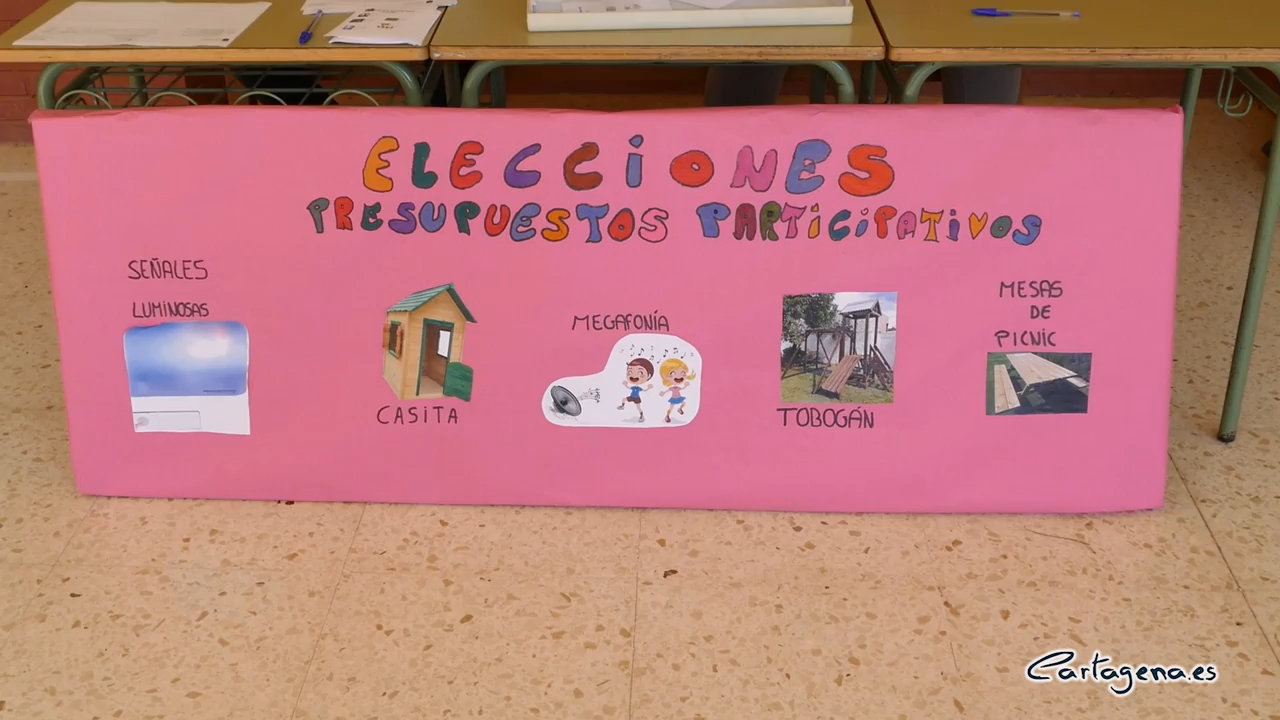 ELECCiONES
PRESUPUESTOS PARTiCiPATiVOS
SEÑALES
LUMINOSAS
CASiTA
MEGAFONÍA
TOBOGÁN
MESAS
DE
PICNIC
Cartagena.es